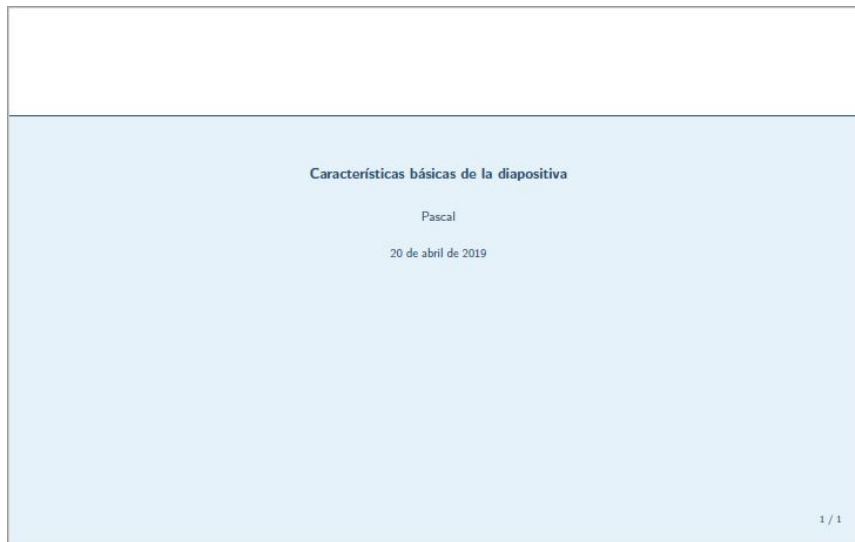 Características básicas de la diapositiva
Pascal
20 de abril de 2019
1 / 1